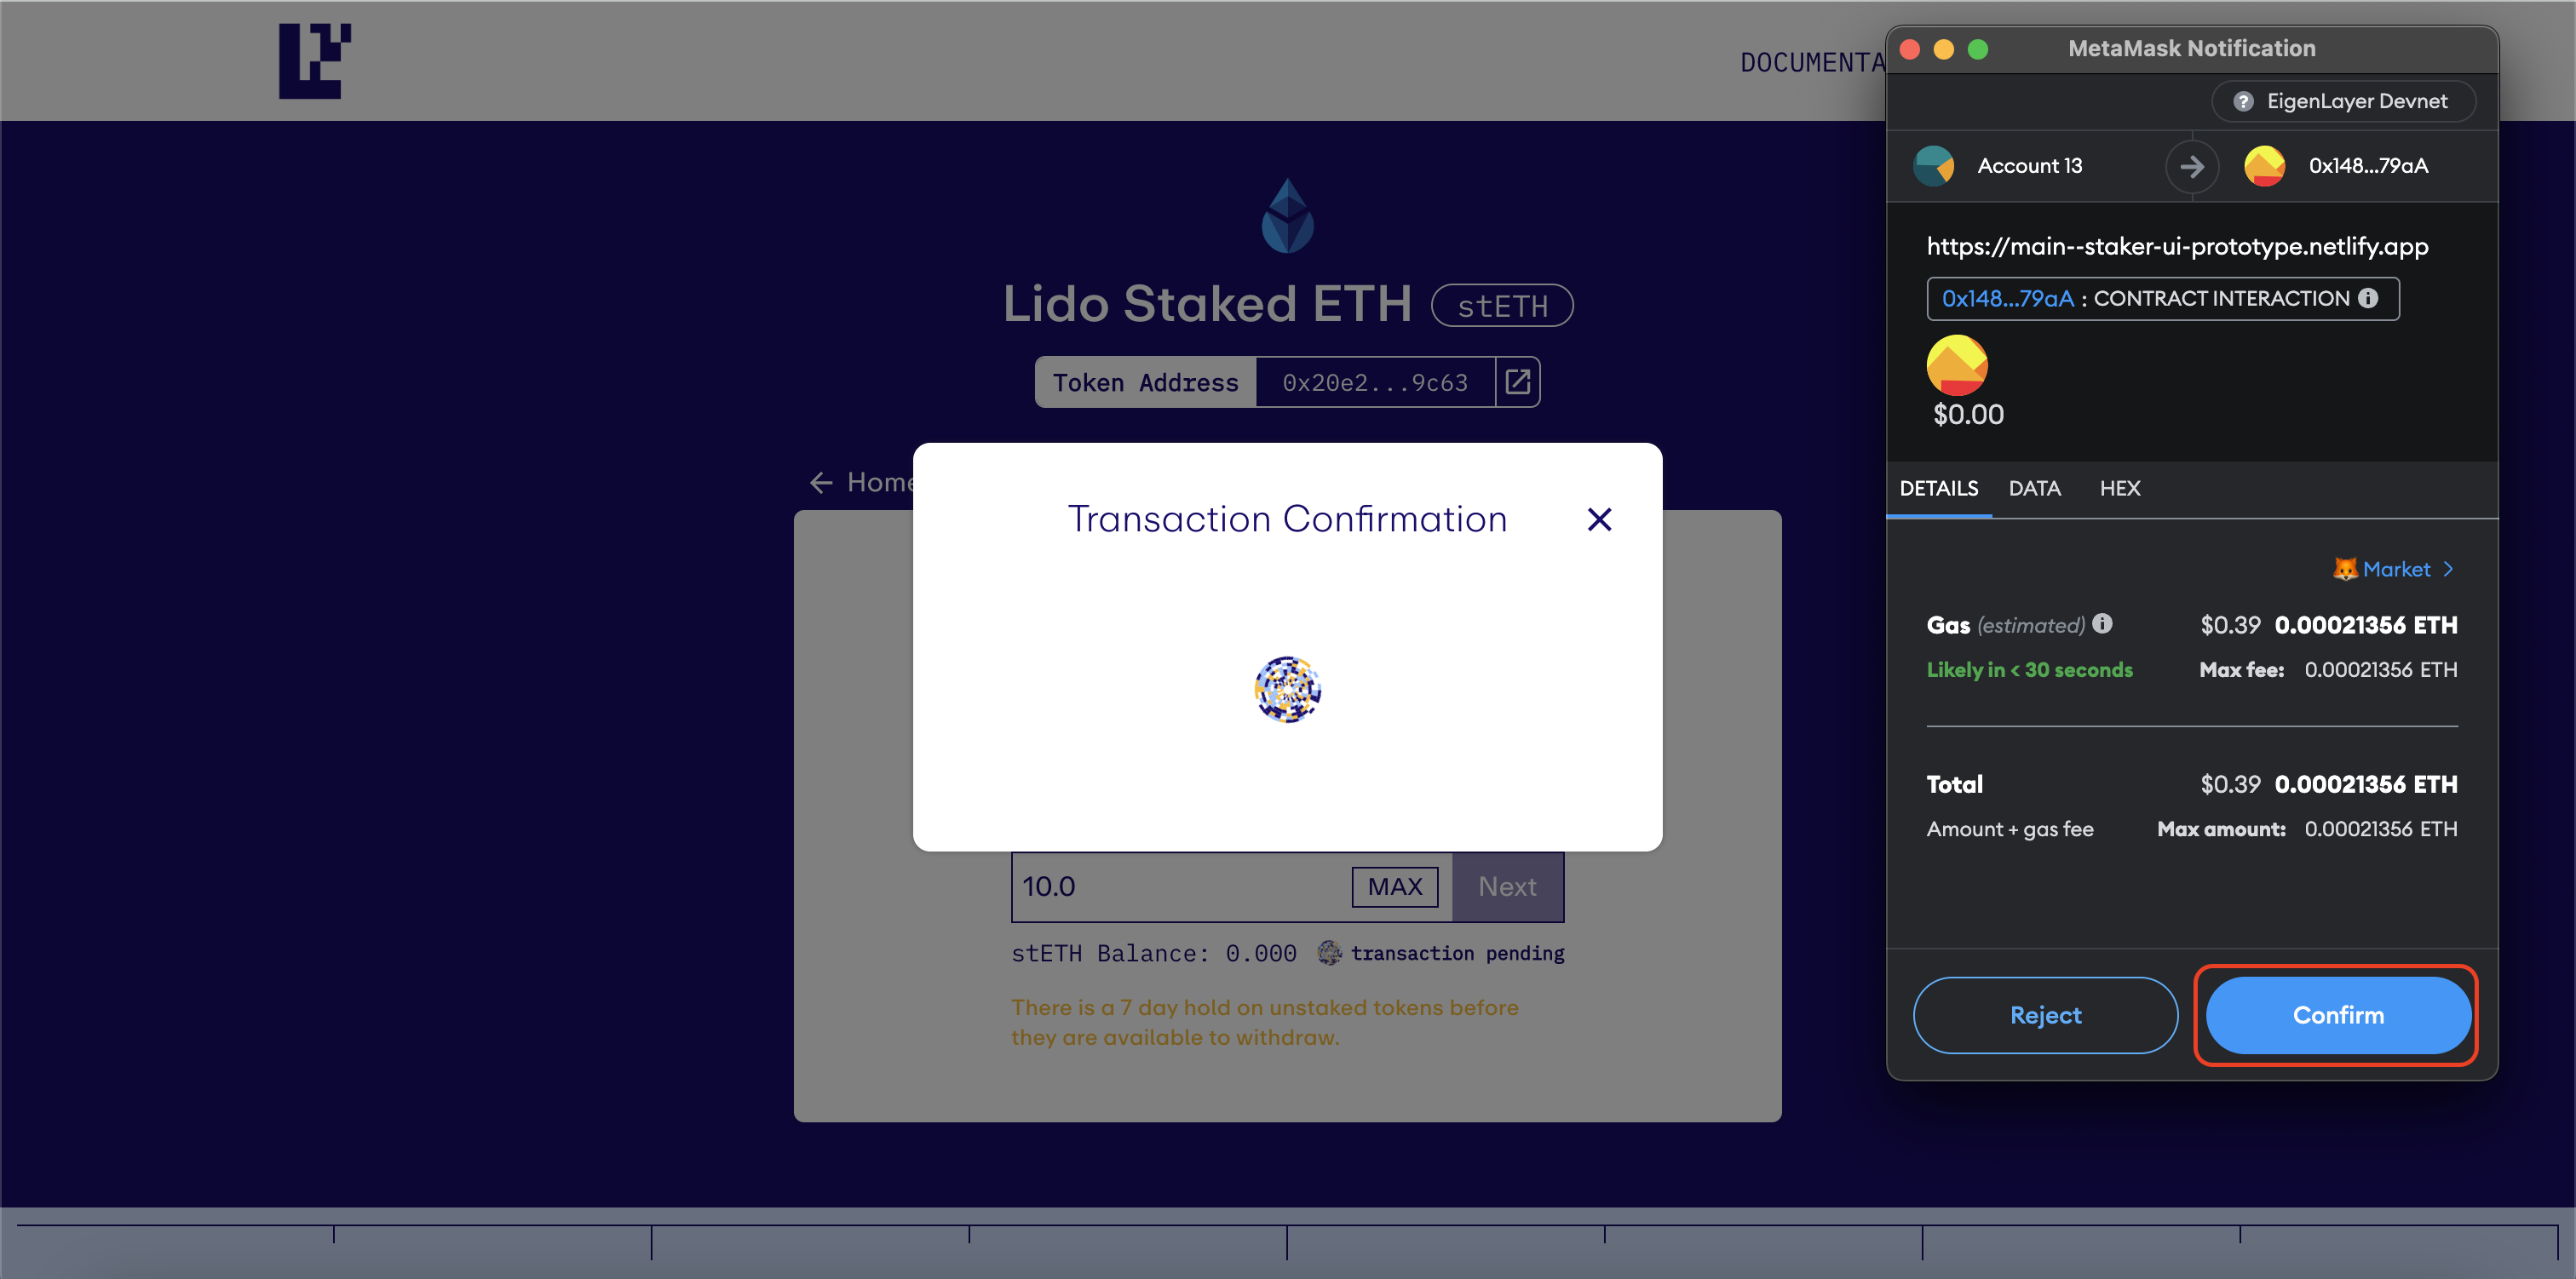 DOCUMENTA
Lido Staked ETH stETH
Token Address 0x20e2...9c63
← Home
Transaction Confirmation
10.0 MAX Next
stETH Balance: 0.000 transaction pending
There is a 7 day hold on unstaked tokens before
they are available to withdraw.
MetaMask Notification
EigenLayer Devnet
Account 13 0x148...79aA
https://main--staker-ui-prototype.netlify.app
0x148...79aA : CONTRACT INTERACTION
$0.00
DETAILS DATA HEX
Market >
Gas (estimated) $0.39 0.00021356 ETH
Likely in < 30 seconds Max fee: 0.00021356 ETH
Total $0.39 0.00021356 ETH
Amount + gas fee Max amount: 0.00021356 ETH
Reject Confirm